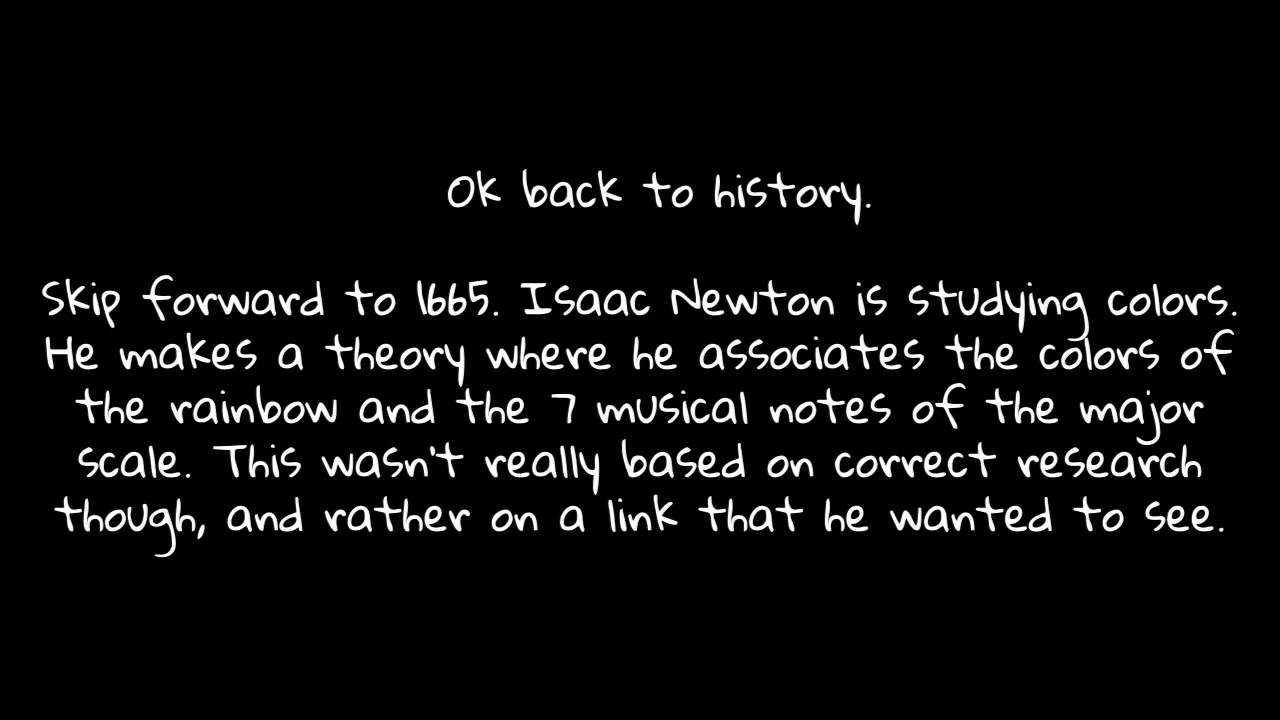 Ok back to history.
Skip forward to 1665. Isaac Newton is studying colors.
He makes a theory where he associates the colors of
the rainbow and the 7 musical notes of the major
scale. This wasn't really based on correct research
though, and rather on a link that he wanted to see.